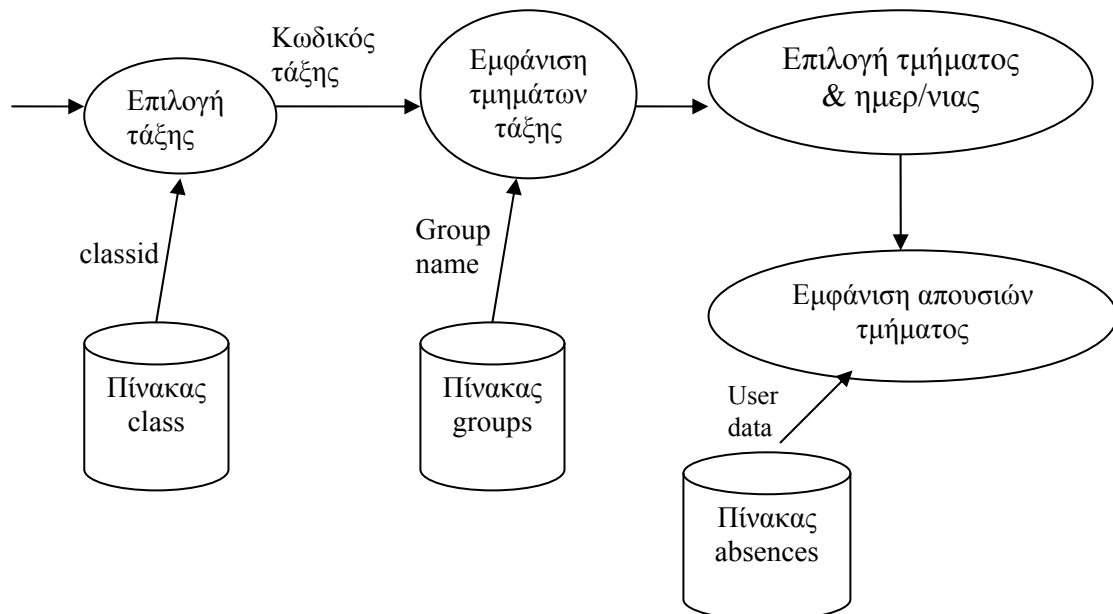 Επιλογή
τάξης
Κωδικός
τάξης
Εμφάνιση
τμημάτων
τάξης
Επιλογή τμήματος
& ημερ/νιας
classid
Group
name
Εμφάνιση απουσιών
τμήματος
Πίνακας
class
Πίνακας
groups
User
data
Πίνακας
absences